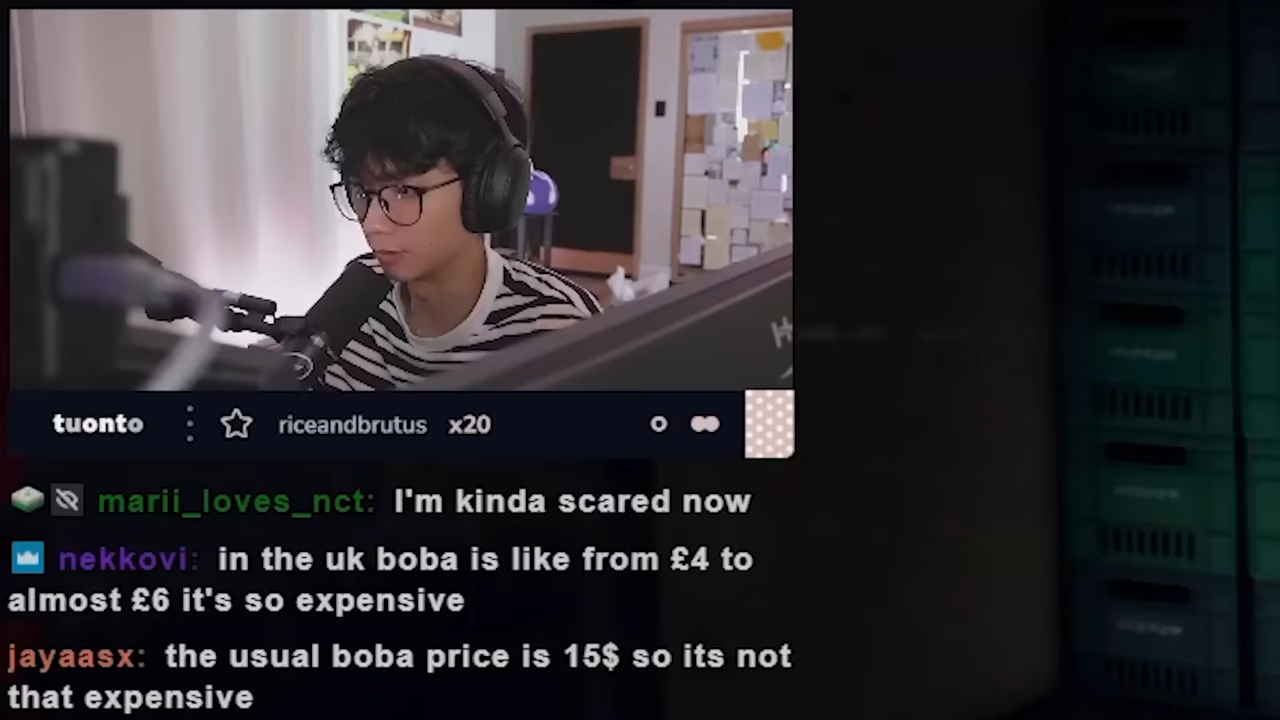 tuonto riceandbrutus x20
marii_loves_nct: I'm kinda scared now
nekkovi: in the uk boba is like from £4 to
almost £6 it's so expensive
jayaasx: the usual boba price is 15$ so its not
that expensive